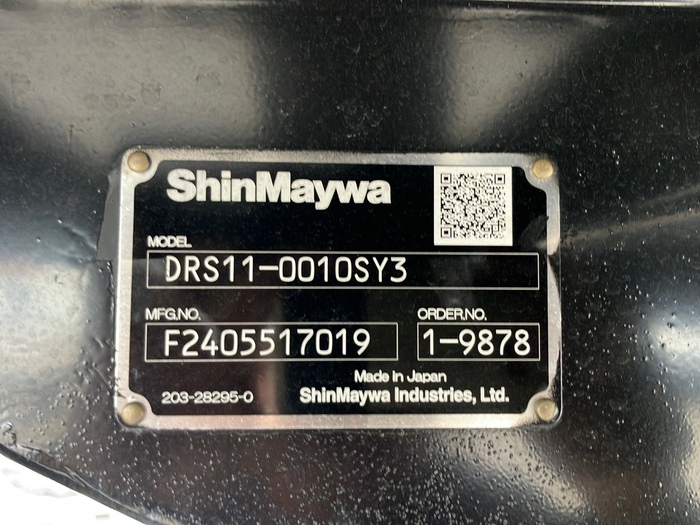 ShinMaywa
MODEL
DRS11-0010SY3
MFG.NO.
ORDER.NO.
F2405517019
1-9878
Made in Japan
203-28295-0
ShinMaywa Industries, Ltd.